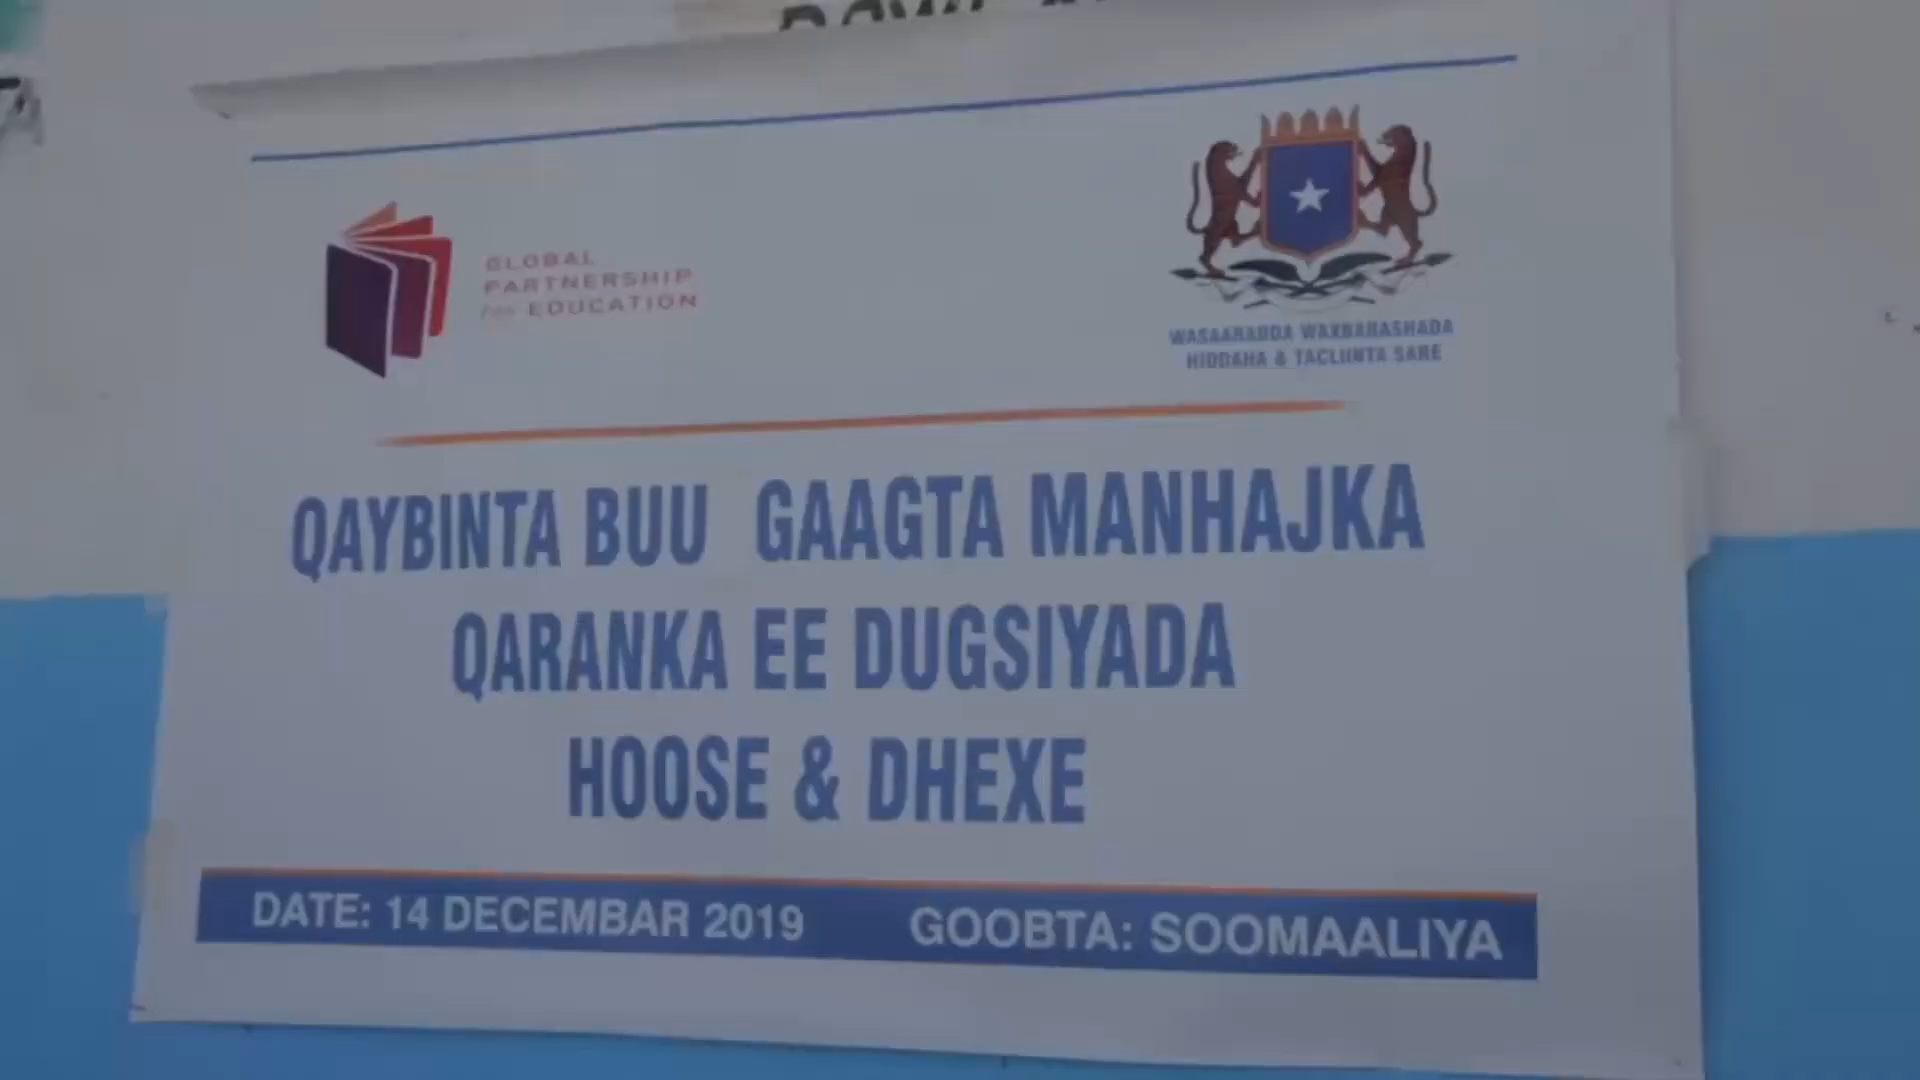 GLOBAL
PARTNERSHIP
for EDUCATION
WASAARADDA WAXBARASHADA
HIDDAHA & TACLIINTA SARE
QAYBINTA BUU GAAGTA MANHAJKA
QARANKA EE DUGSIYADA
HOOSE & DHEXE
DATE: 14 DECEMBAR 2019 GOOBTA: SOOMAALIYA